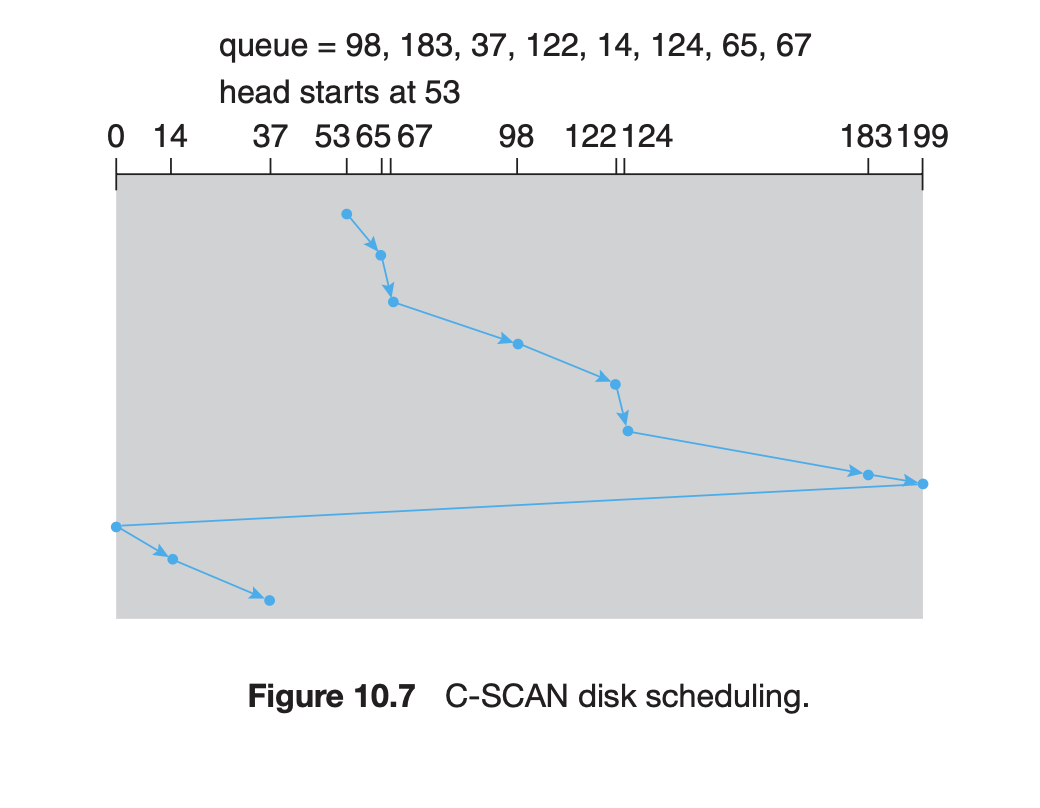 queue = 98, 183, 37, 122, 14, 124, 65, 67
head starts at 53
0 14 37 53 65 67 98 122 124 183 199
Figure 10.7 C-SCAN disk scheduling.